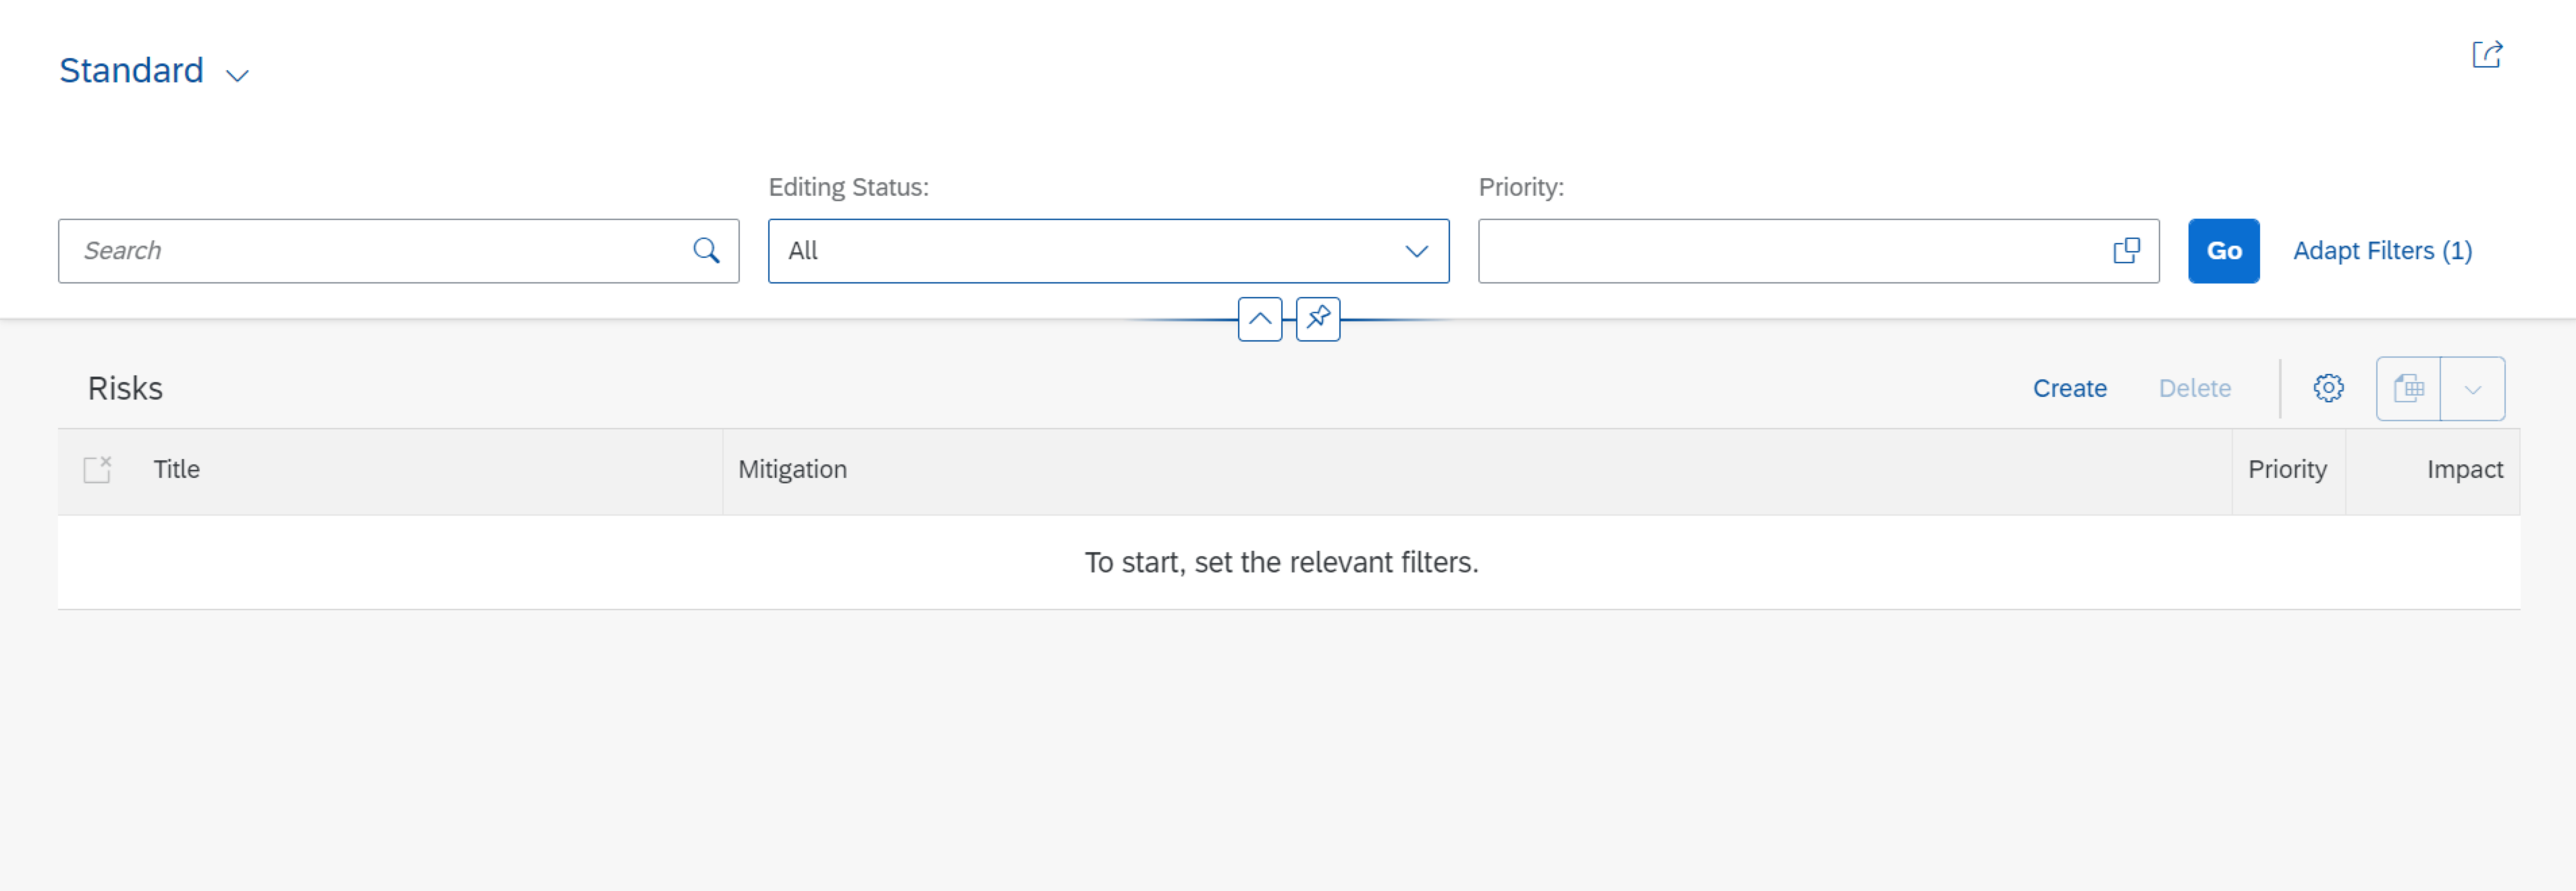 Standard
Editing Status:
Priority:
Search
All
Go
Adapt Filters (1)
Risks
Create
Delete
Title
Mitigation
Priority
Impact
To start, set the relevant filters.